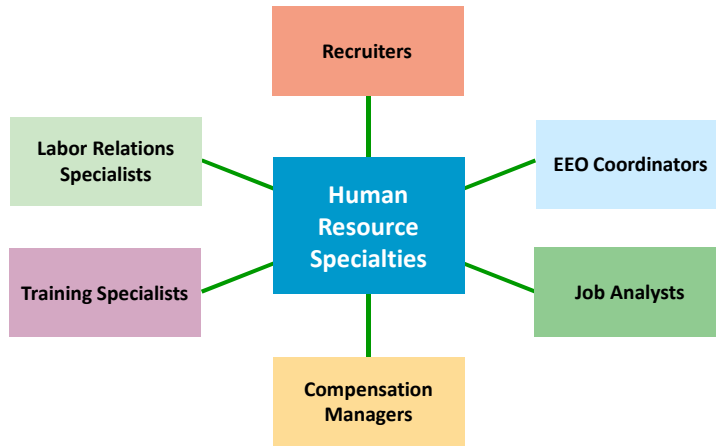 Recruiters
Labor Relations
Specialists
EEO Coordinators
Human
Resource
Specialties
Training Specialists
Job Analysts
Compensation
Managers